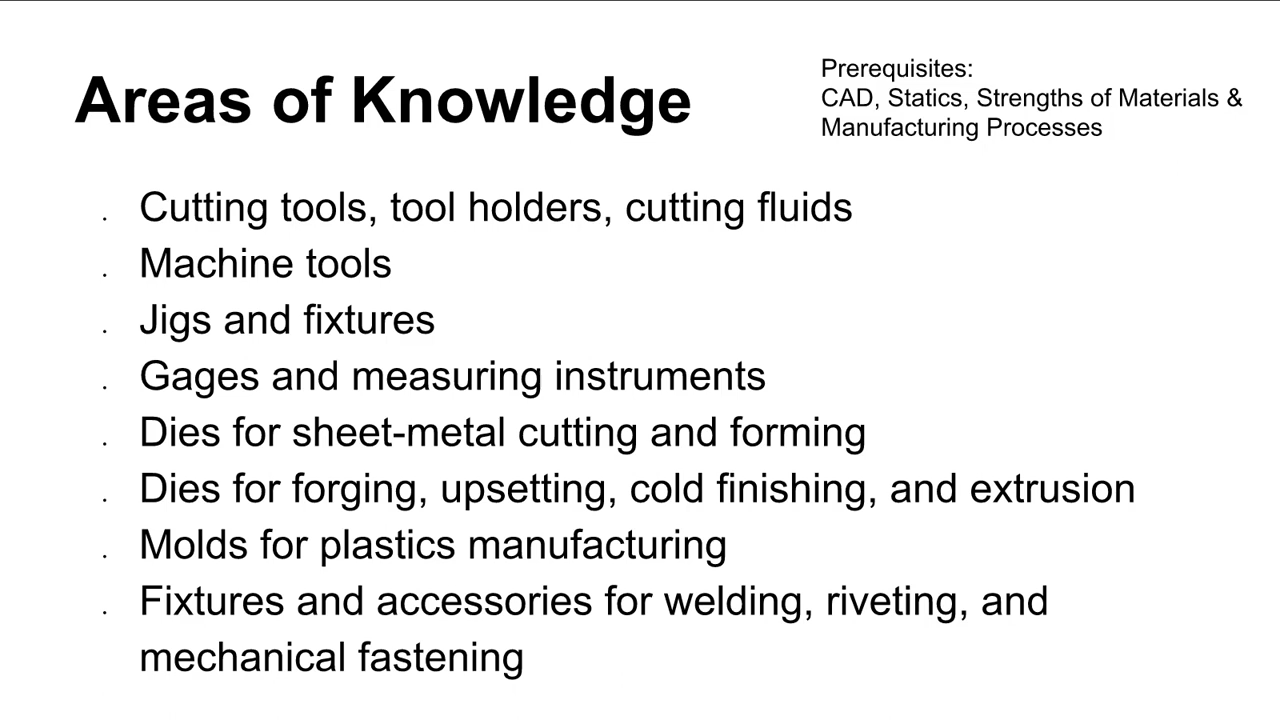 Areas of Knowledge
Prerequisites:
CAD, Statics, Strengths of Materials &
Manufacturing Processes
. Cutting tools, tool holders, cutting fluids
. Machine tools
. Jigs and fixtures
. Gages and measuring instruments
. Dies for sheet-metal cutting and forming
. Dies for forging, upsetting, cold finishing, and extrusion
. Molds for plastics manufacturing
. Fixtures and accessories for welding, riveting, and
mechanical fastening